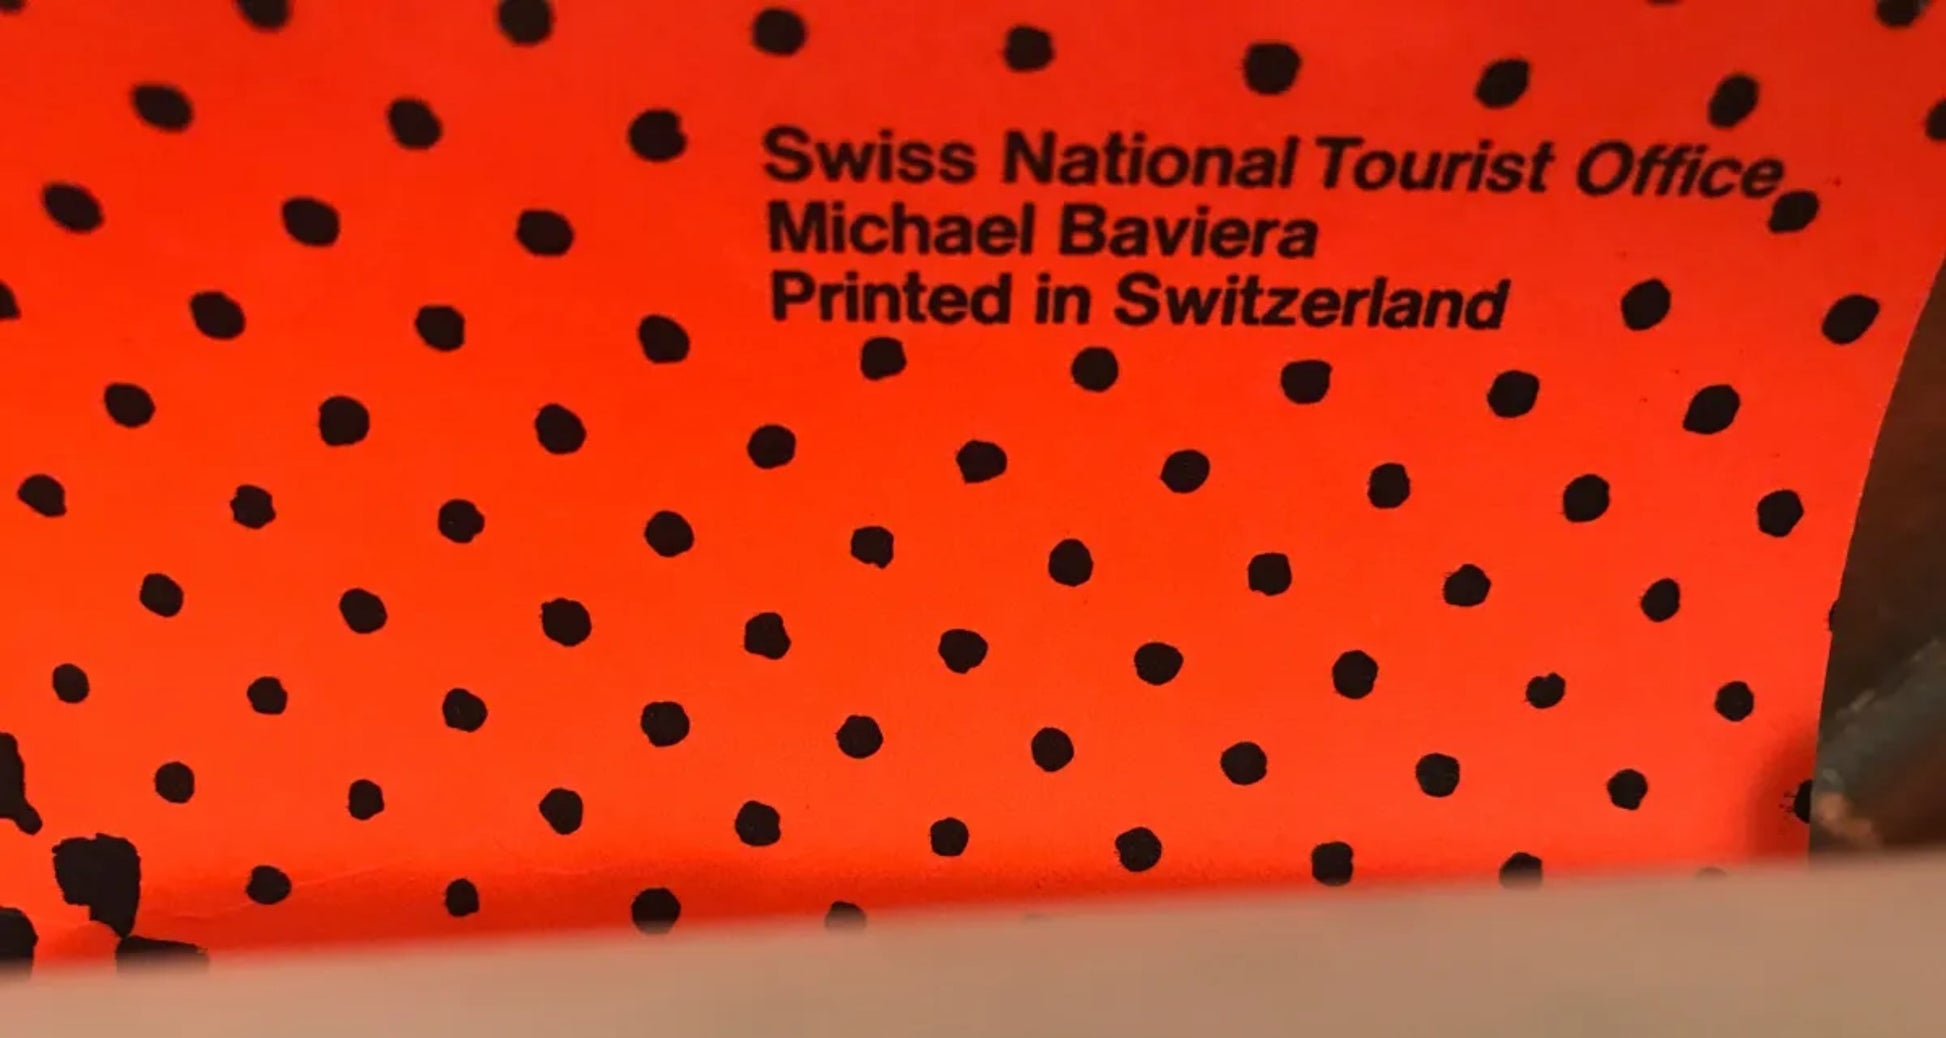 Swiss National Tourist Office
Michael Baviera
Printed in Switzerland